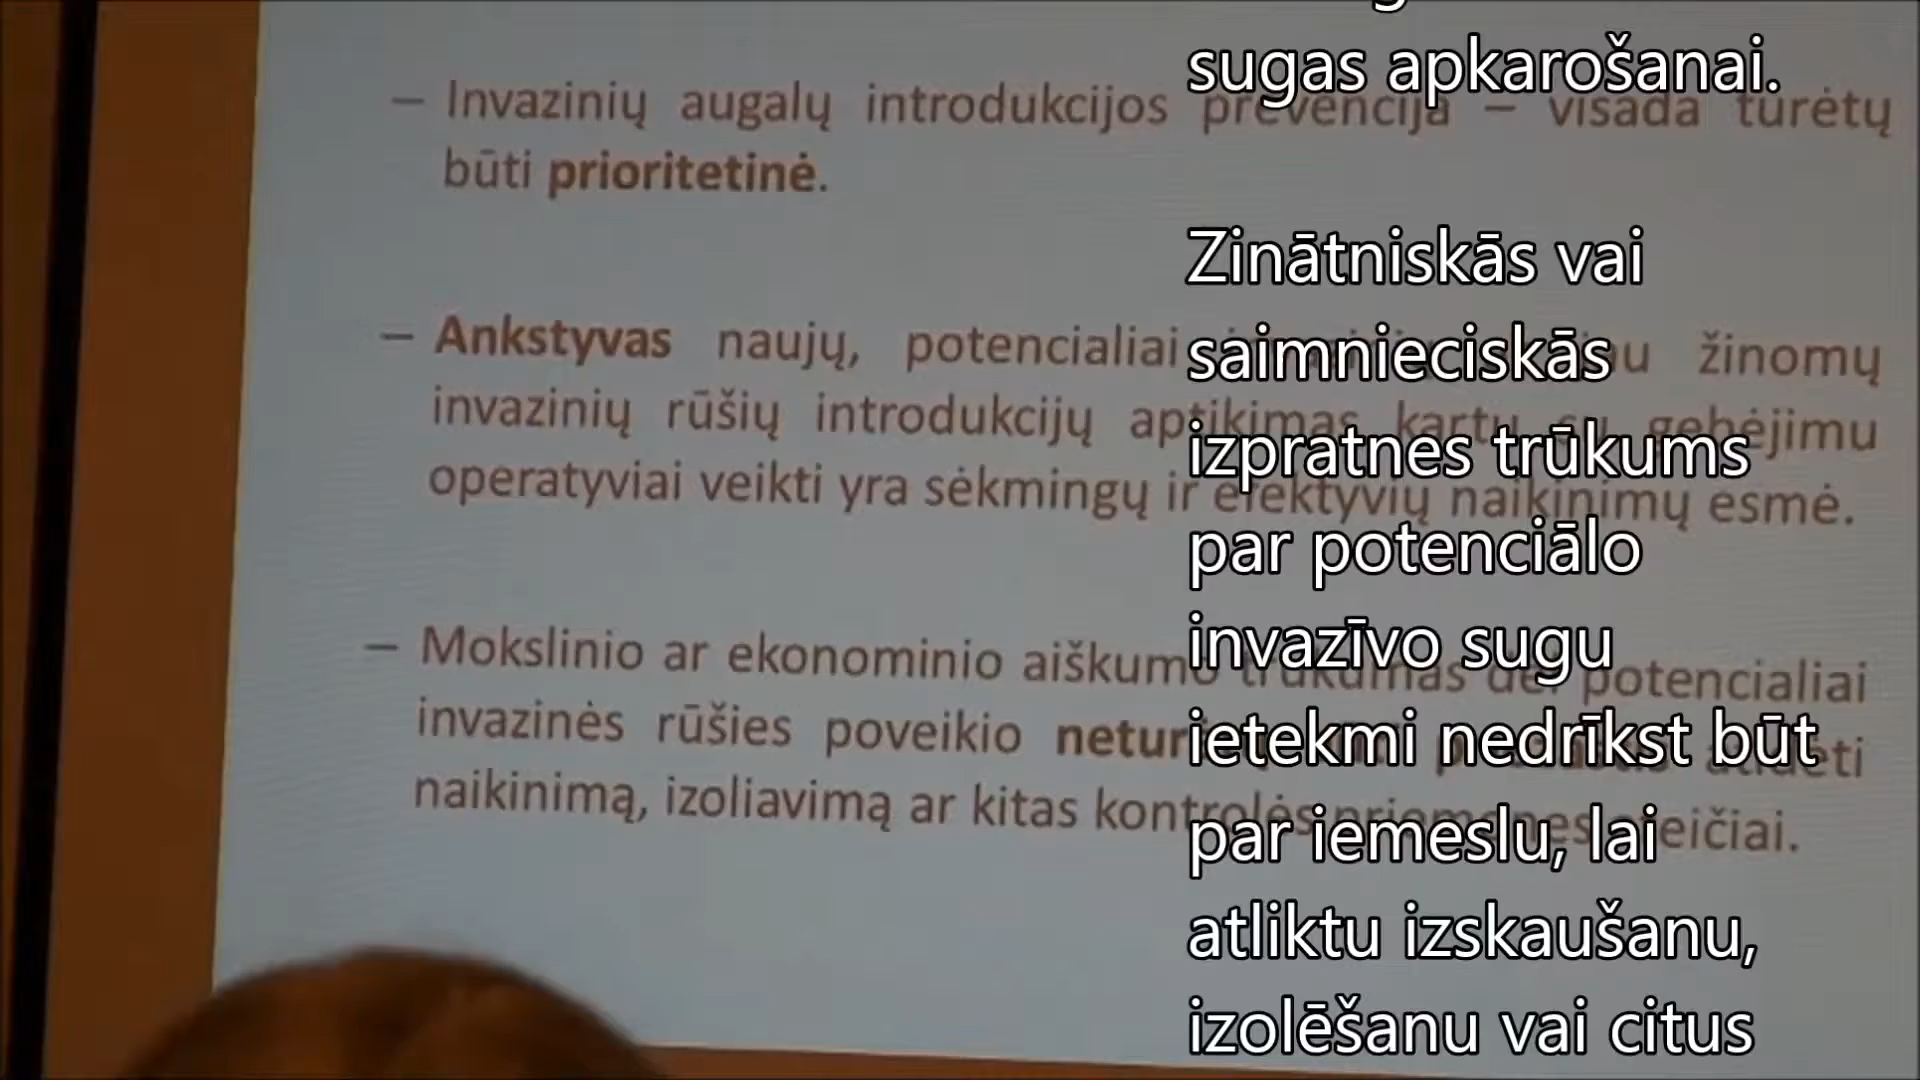 – Invazinių augalų introdukcijos prevencija – visada turėtų
būti prioritetinė.
– Ankstyvas naujų, potencialiai žinomų
invazinių rūšių introdukcijų aptikimas kartu su gebėjimu
operatyviai veikti yra sėkmingų ir efektyvių naikinimų esmė.
– Mokslinio ar ekonominio aiškumo trūkumas dėl potencialiai
invazinės rūšies poveikio
naikinimą, izoliavimą ar kitas kontrolės priemones
sugas apkarošanai.
Zinātniskās vai
saimnieciskās
izpratnes trūkums
par potenciālo
invazīvo sugu
ietekmi nedrīkst būt
par iemeslu, lai
atliktu izskaušanu,
izolēšanu vai citus